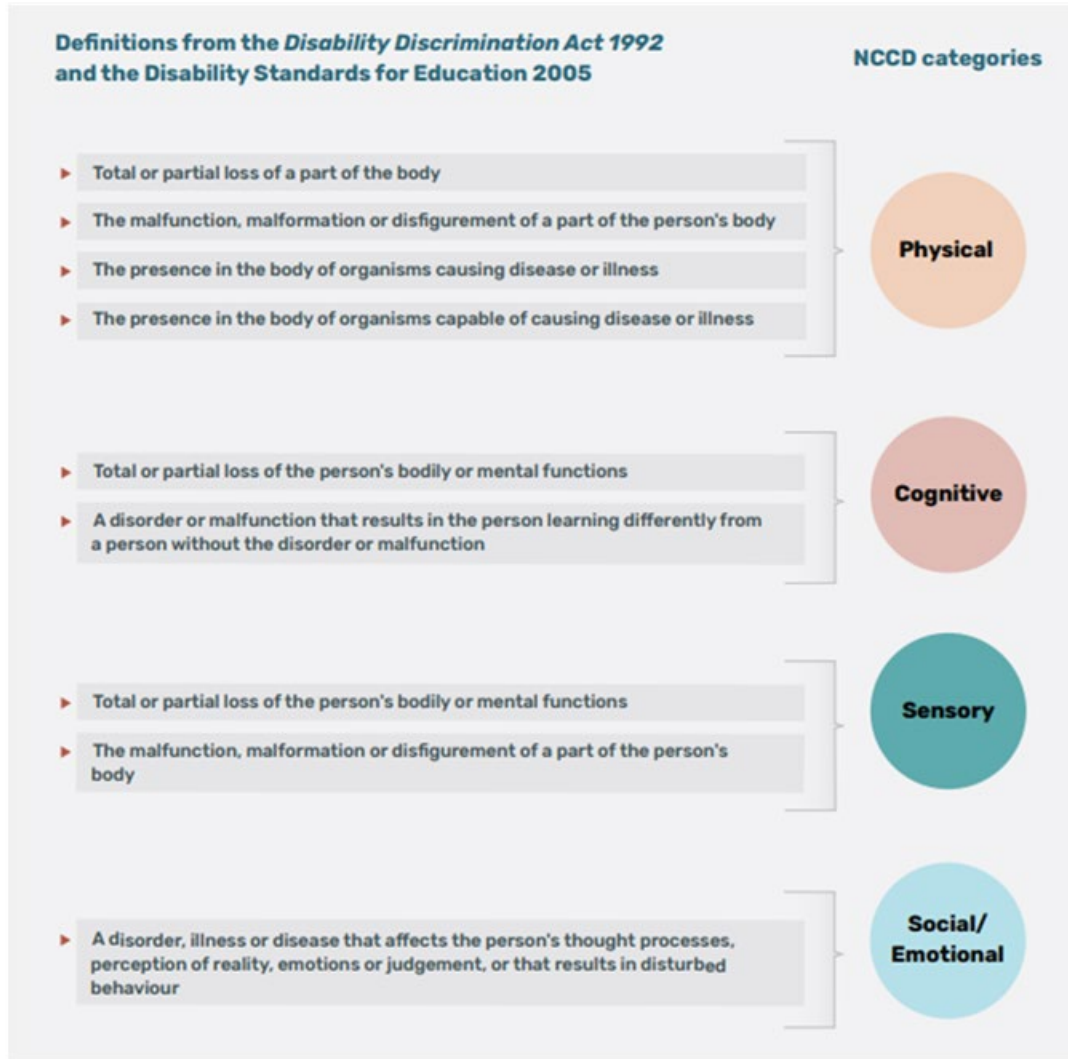 Definitions from the Disability Discrimination Act 1992
and the Disability Standards for Education 2005
NCCD categories
Total or partial loss of a part of the body
The malfunction, malformation or disfigurement of a part of the person's body
The presence in the body of organisms causing disease or illness
The presence in the body of organisms capable of causing disease or illness
Physical
Total or partial loss of the person's bodily or mental functions
A disorder or malfunction that results in the person learning differently from
a person without the disorder or malfunction
Cognitive
Total or partial loss of the person's bodily or mental functions
The malfunction, malformation or disfigurement of a part of the person's
body
Sensory
A disorder, illness or disease that affects the person's thought processes,
perception of reality, emotions or judgement, or that results in disturbed
behaviour
Social/
Emotional